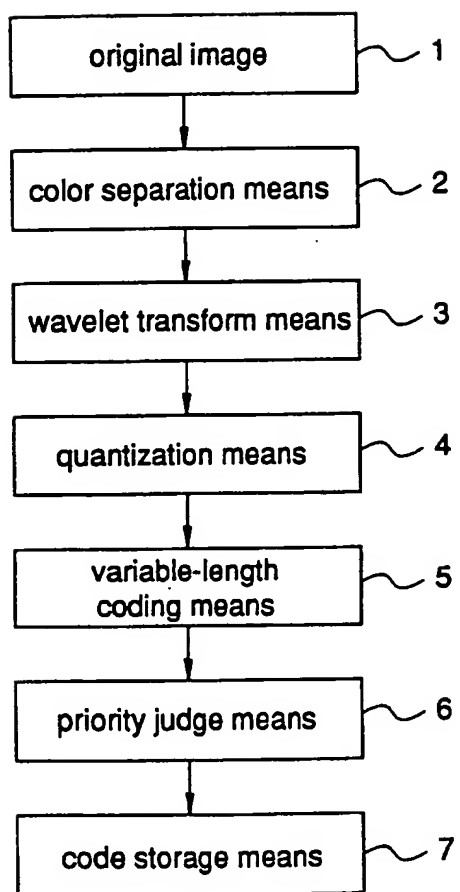 original image 1
color separation means 2
wavelet transform means 3
quantization means 4
variable-length
coding means 5
priority judge means 6
code storage means 7